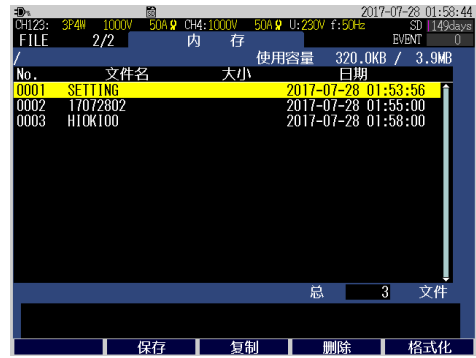 2017-07-28 01:58:44
CH123: 3P4W 1000V 50A CH4:1000V 50A U:230V f:50Hz SD 149days
FILE 2/2 内 存 EVENT 0
/ 使用容量 320.0KB / 3.9MB
No. 文件名 大小 日期
0001 SETTING 2017-07-28 01:53:56
0002 17072802 2017-07-28 01:55:00
0003 HIOKI00 2017-07-28 01:58:00
总 3 文件
保存 复制 删除 格式化